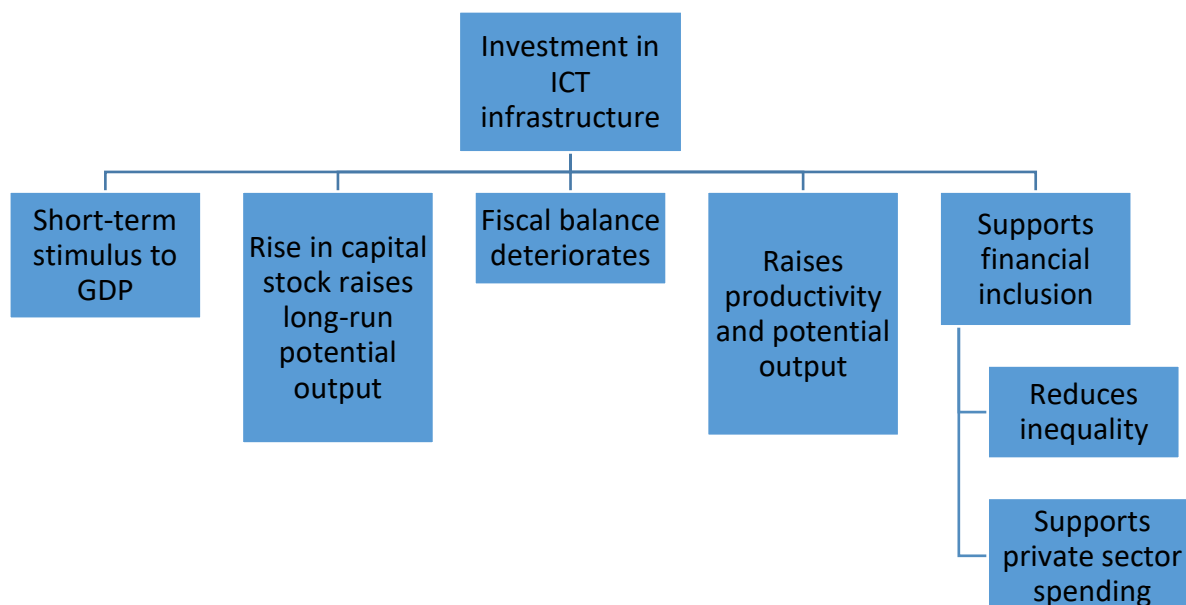 Investment in
ICT
infrastructure
Short-term
stimulus to
GDP
Rise in capital
stock raises
long-run
potential
output
Fiscal balance
deteriorates
Raises
productivity
and potential
output
Supports
financial
inclusion
Reduces
inequality
Supports
private sector
spending